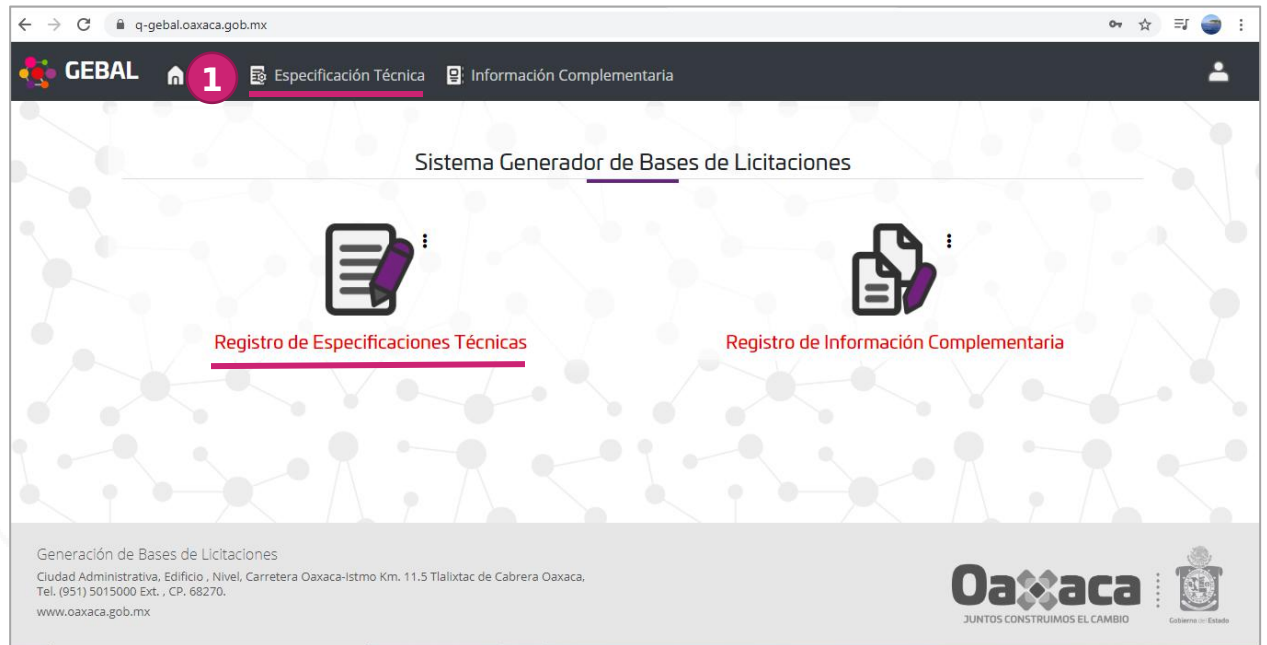 q-gebal.oaxaca.gob.mx
GEBAL 1 Especificación Técnica Información Complementaria
Sistema Generador de Bases de Licitaciones
Registro de Especificaciones Técnicas Registro de Información Complementaria
Generación de Bases de Licitaciones
Ciudad Administrativa, Edificio , Nivel, Carretera Oaxaca-Istmo Km. 11.5 Tlalixtac de Cabrera Oaxaca,
Tel. (951) 5015000 Ext. , CP. 68270.
www.oaxaca.gob.mx
Oaxaca
JUNTOS CONSTRUIMOS EL CAMBIO
Gobierno del Estado